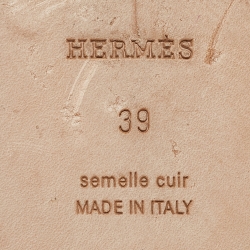 HERMÈS
39
semelle cuir
MADE IN ITALY